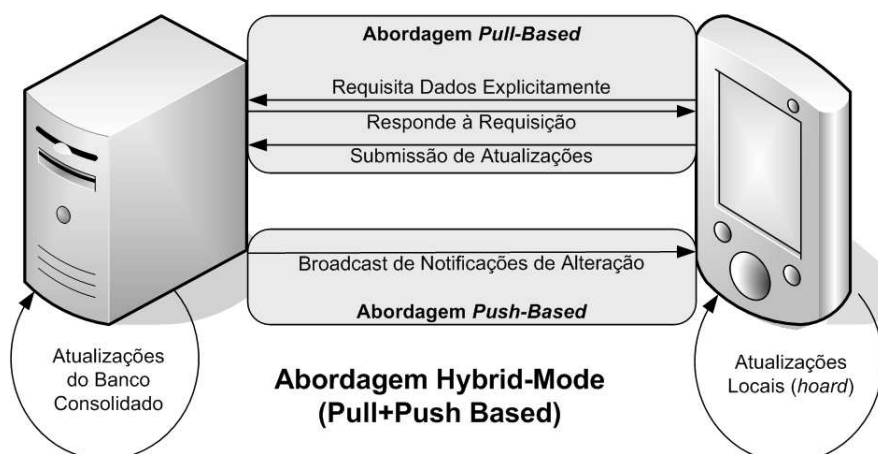 Abordagem Pull-Based
Requisita Dados Explicitamente
Responde à Requisição
Submissão de Atualizações
Broadcast de Notificações de Alteração
Abordagem Push-Based
Atualizações
do Banco
Consolidado
Abordagem Hybrid-Mode
(Pull+Push Based)
Atualizações
Locais (hoard)